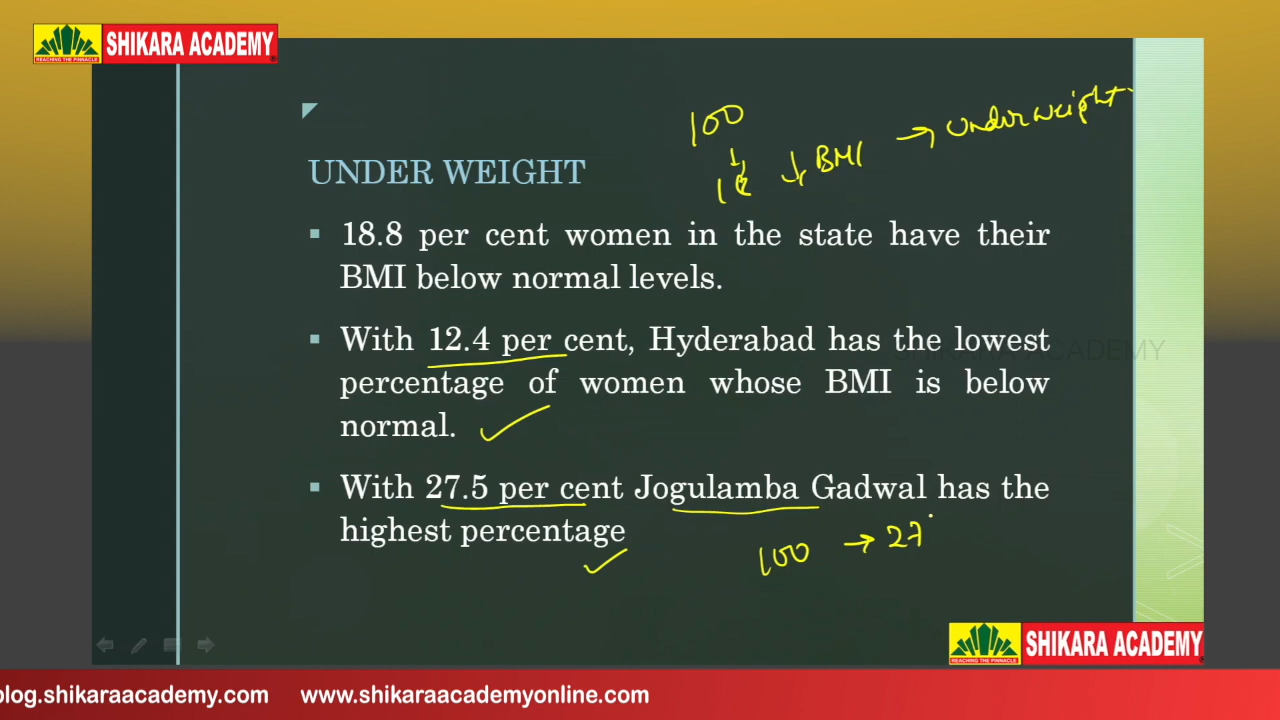 SHIKARA ACADEMY
REACHING THE PINNACLE
100
↓ BMI → underweight
UNDER WEIGHT
▪ 18.8 per cent women in the state have their
BMI below normal levels.
▪ With 12.4 per cent, Hyderabad has the lowest
SHIKARA ACADEMY
percentage of women whose BMI is below
normal.
▪ With 27.5 per cent Jogulamba Gadwal has the
highest percentage
100 → 27
SHIKARA ACADEMY
REACHING THE PINNACLE
blog.shikaraacademy.com www.shikaraacademyonline.com